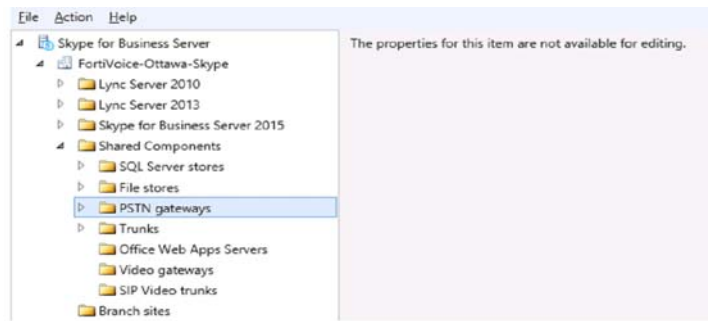 File Action Help
Skype for Business Server
The properties for this item are not available for editing.
FortiVoice-Ottawa-Skype
Lync Server 2010
Lync Server 2013
Skype for Business Server 2015
Shared Components
SQL Server stores
File stores
PSTN gateways
Trunks
Office Web Apps Servers
Video gateways
SIP Video trunks
Branch sites